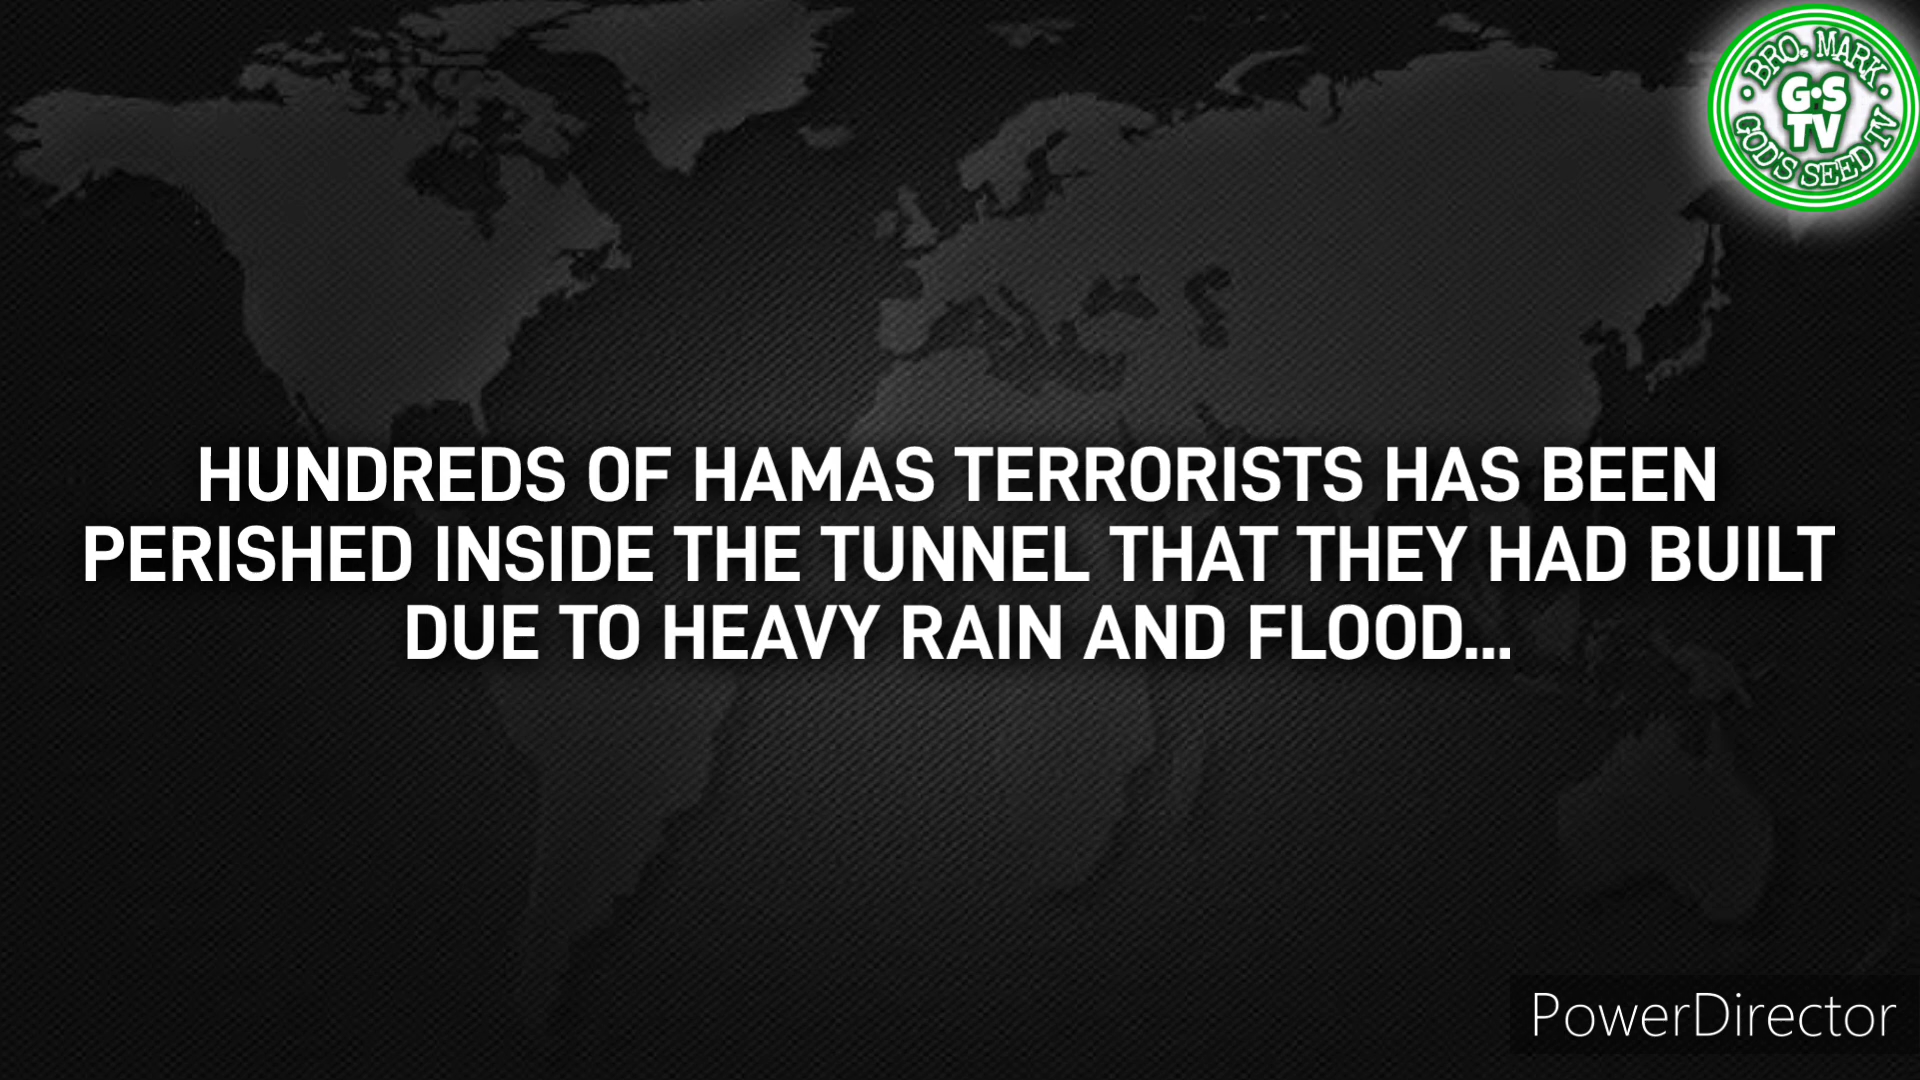 BRO. MARK
G•S
TV
GOD'S SEED TV
HUNDREDS OF HAMAS TERRORISTS HAS BEEN
PERISHED INSIDE THE TUNNEL THAT THEY HAD BUILT
DUE TO HEAVY RAIN AND FLOOD...
PowerDirector